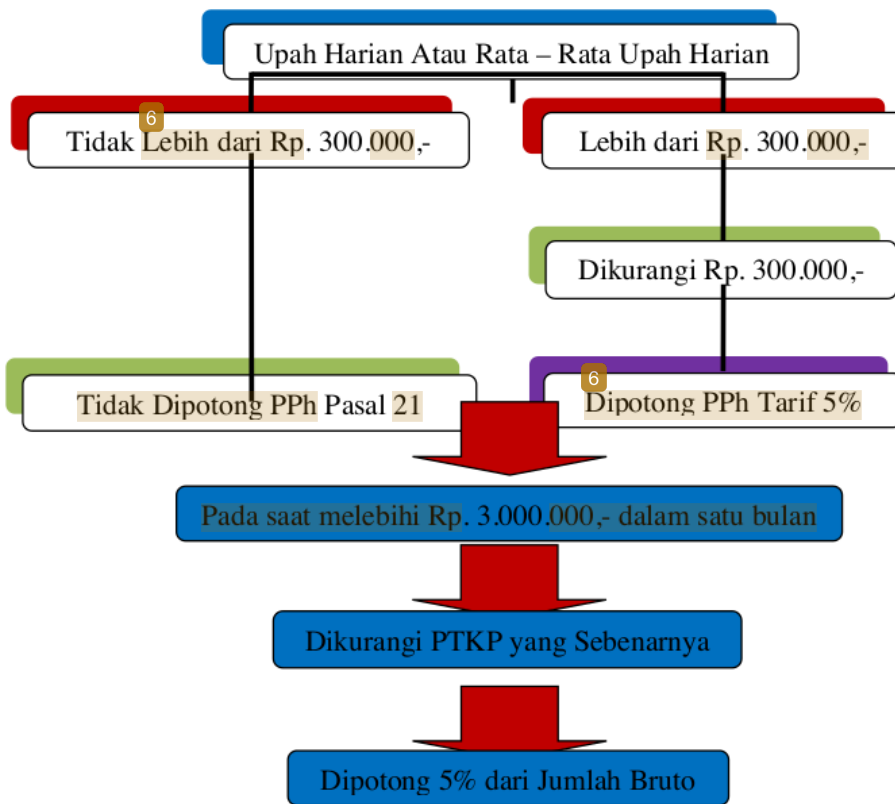 Upah Harian Atau Rata – Rata Upah Harian
6
Tidak Lebih dari Rp. 300.000,-
Lebih dari Rp. 300.000,-
Dikurangi Rp. 300.000,-
Tidak Dipotong PPh Pasal 21
6
Dipotong PPh Tarif 5%
Pada saat melebihi Rp. 3.000.000,- dalam satu bulan
Dikurangi PTKP yang Sebenarnya
Dipotong 5% dari Jumlah Bruto